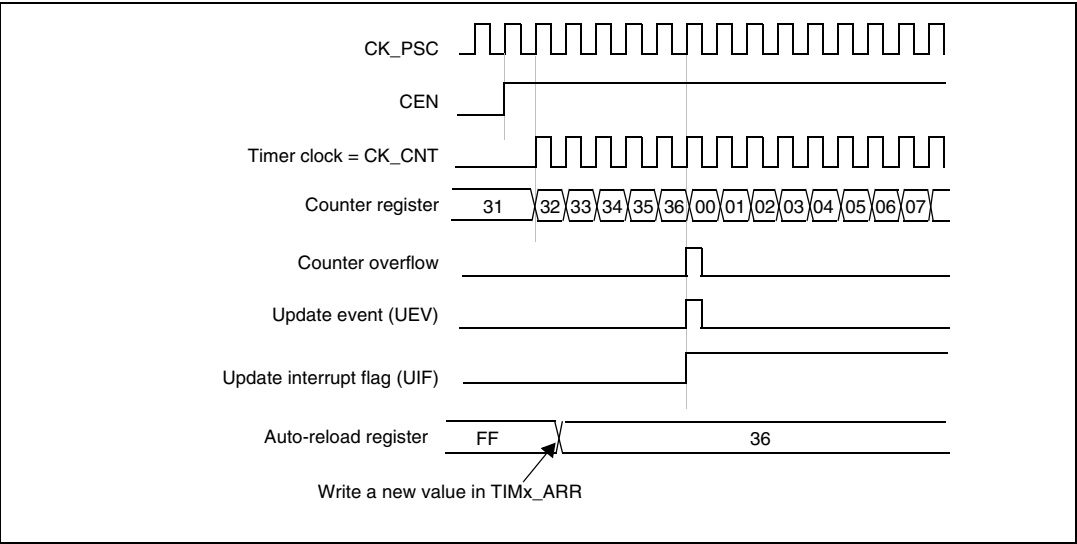 CK_PSC
CEN
Timer clock = CK_CNT
Counter register 31 32 33 34 35 36 00 01 02 03 04 05 06 07
Counter overflow
Update event (UEV)
Update interrupt flag (UIF)
Auto-reload register FF 36
Write a new value in TIMx_ARR